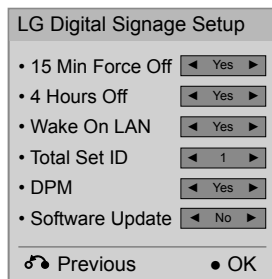 LG Digital Signage Setup
• 15 Min Force Off ◄ Yes ►
• 4 Hours Off ◄ Yes ►
• Wake On LAN ◄ Yes ►
• Total Set ID ◄ 1 ►
• DPM ◄ Yes ►
• Software Update ◄ No ►
Previous ● OK